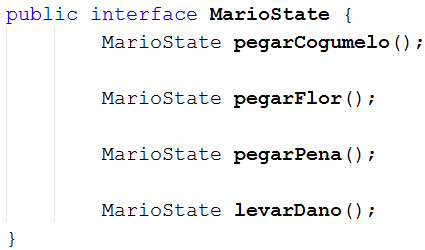 public interface MarioState {
MarioState pegarCogumelo();
MarioState pegarFlor();
MarioState pegarPena();
MarioState levarDano();
}